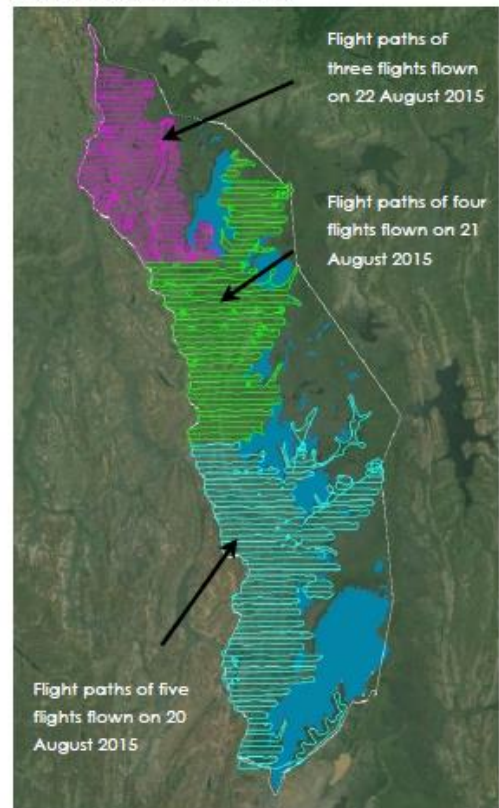 Flight paths of
three flights flown
on 22 August 2015
Flight paths of four
flights flown on 21
August 2015
Flight paths of five
flights flown on 20
August 2015